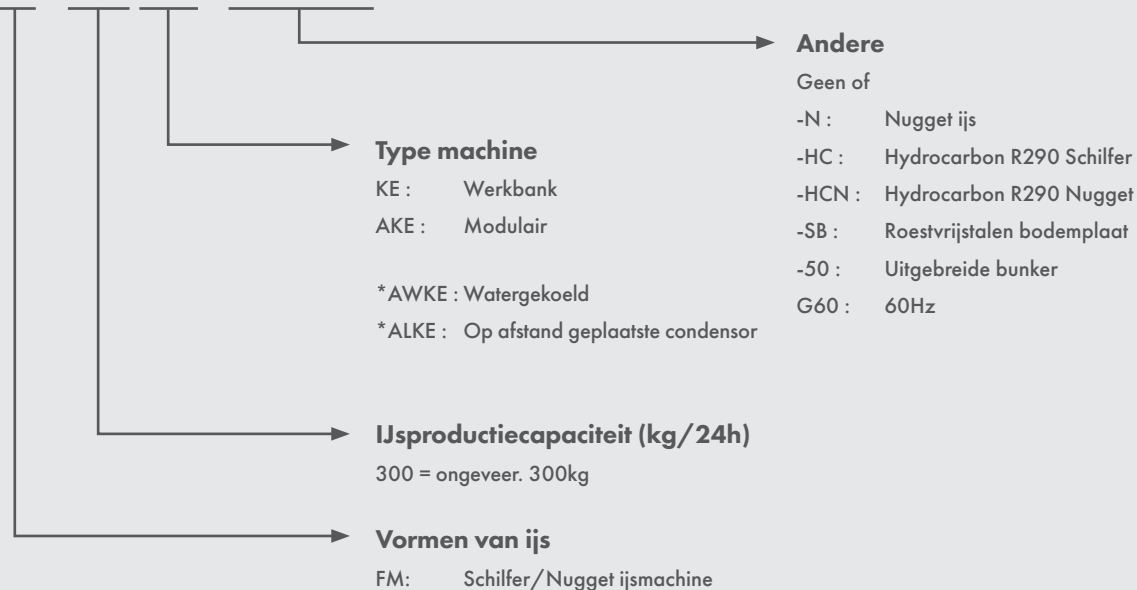 Andere
Geen of
-N : Nugget ijs
-HC : Hydrocarbon R290 Schilfer
-HCN : Hydrocarbon R290 Nugget
-SB : Roestvrijstalen bodemplaat
-50 : Uitgebreide bunker
G60 : 60Hz
Type machine
KE : Werkbank
AKE : Modulair
*AWKE : Watergekoeld
*ALKE : Op afstand geplaatste condensor
IJsproductiecapaciteit (kg/24h)
300 = ongeveer. 300kg
Vormen van ijs
FM: Schilfer/Nugget ijsmachine